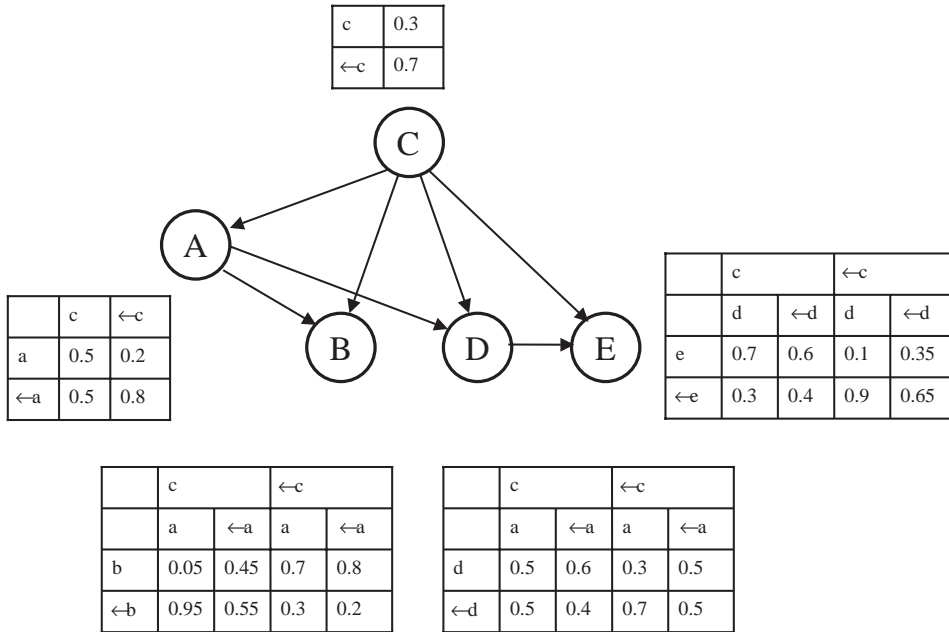 c 0.3
←c 0.7
C
A
B
D
E
c ←c
a 0.5 0.2
←a 0.5 0.8
c ←c
d ←d d ←d
e 0.7 0.6 0.1 0.35
←e 0.3 0.4 0.9 0.65
c ←c
a ←a a ←a
b 0.05 0.45 0.7 0.8
←b 0.95 0.55 0.3 0.2
c ←c
a ←a a ←a
d 0.5 0.6 0.3 0.5
←d 0.5 0.4 0.7 0.5